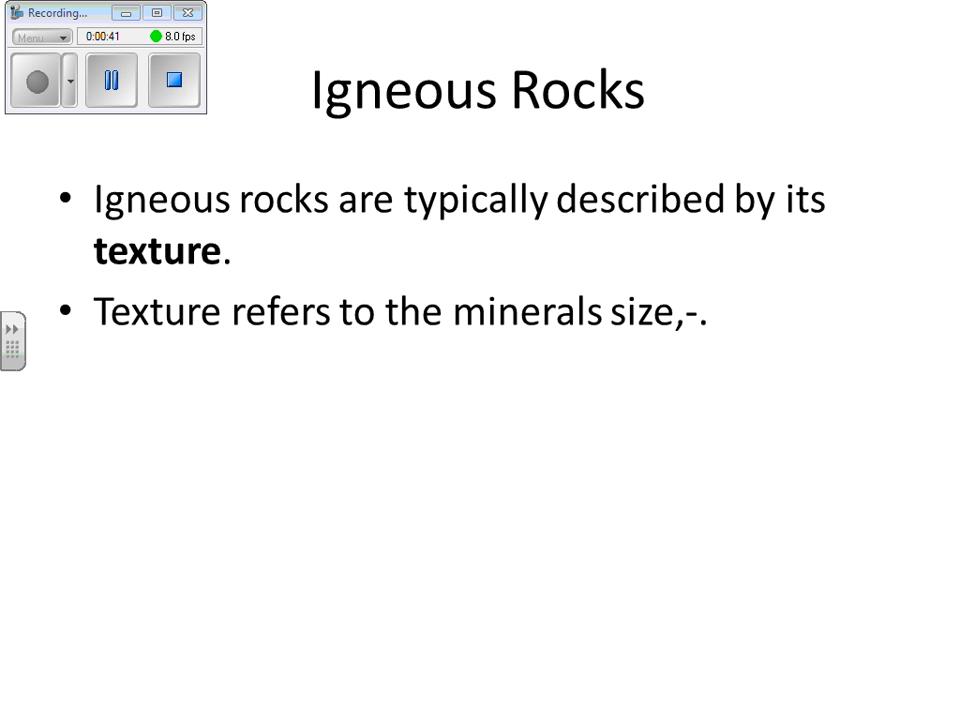 Recording...
Menu
0:00:41
8.0 fps
Igneous Rocks
• Igneous rocks are typically described by its
texture.
• Texture refers to the minerals size,-.